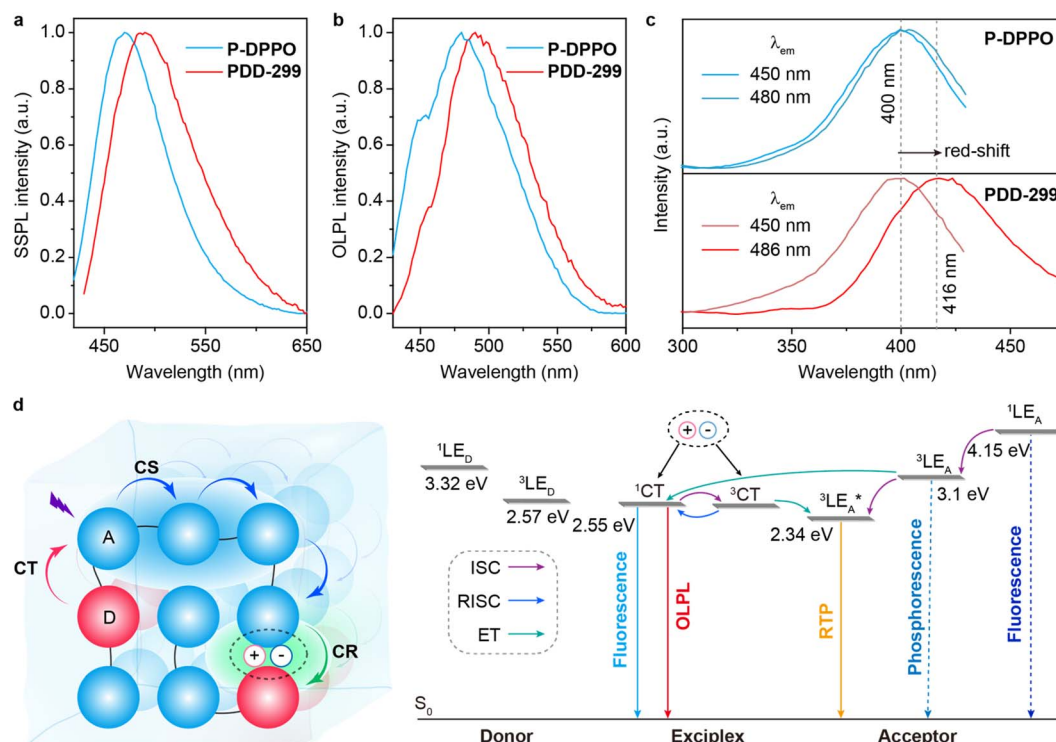 a
SSPL intensity (a.u.)
1.0
0.8
0.6
0.4
0.2
0.0
P-DPPO
PDD-299
450 500 550 600 650
Wavelength (nm)
b
OLPL intensity (a.u.)
1.0
0.8
0.6
0.4
0.2
0.0
P-DPPO
PDD-299
450 500 550 600
Wavelength (nm)
c
Intensity (a.u.)
P-DPPO
λem
450 nm
480 nm
400 nm
red-shift
PDD-299
λem
450 nm
486 nm
416 nm
300 350 400 450
Wavelength (nm)
d
CS
A
CT
D
+ -
CR
+ -
¹LED
3.32 eV
³LED
2.57 eV
¹CT
2.55 eV
³CT
³LEA*
2.34 eV
³LEA
3.1 eV
¹LEA
4.15 eV
ISC
RISC
ET
Fluorescence
OLPL
RTP
Phosphorescence
Fluorescence
S₀
Donor Exciplex Acceptor